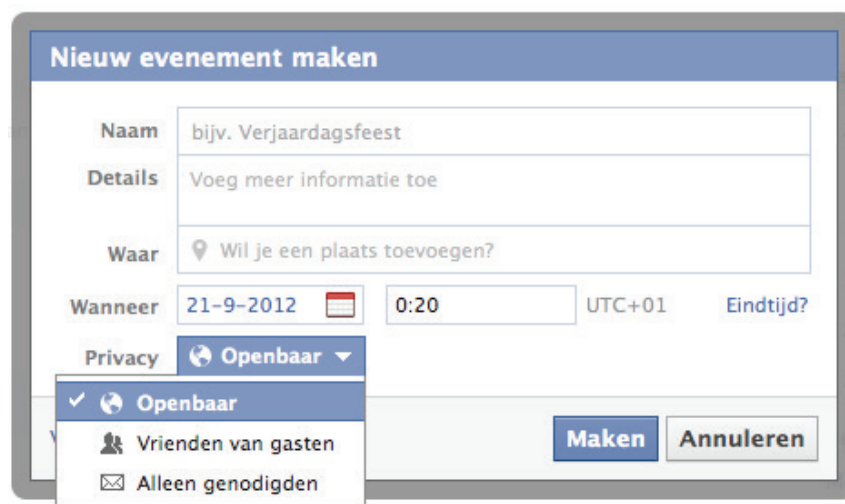 Nieuw evenement maken
Naam bijv. Verjaardagsfeest
Details Voeg meer informatie toe
Waar Wil je een plaats toevoegen?
Wanneer 21-9-2012 0:20 UTC+01 Eindtijd?
Privacy Openbaar
Openbaar
Vrienden van gasten
Alleen genodigden
Maken Annuleren